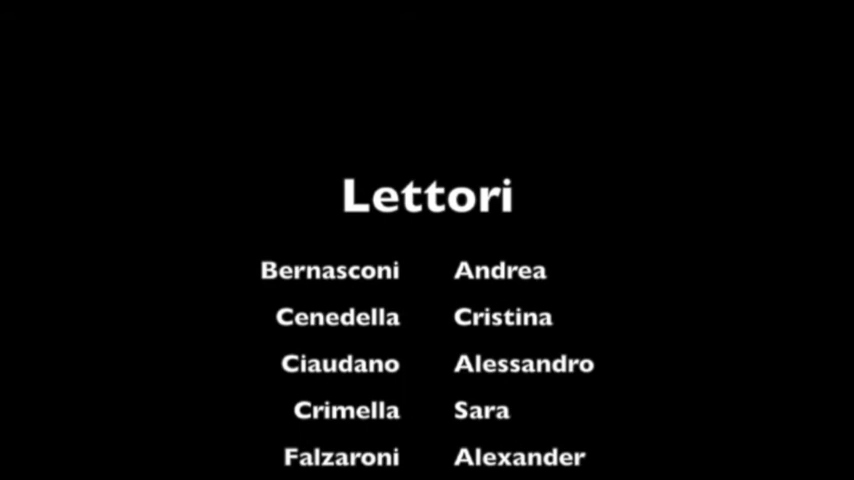 Lettori
Bernasconi Andrea
Cenedella Cristina
Ciaudano Alessandro
Crimella Sara
Falzaroni Alexander